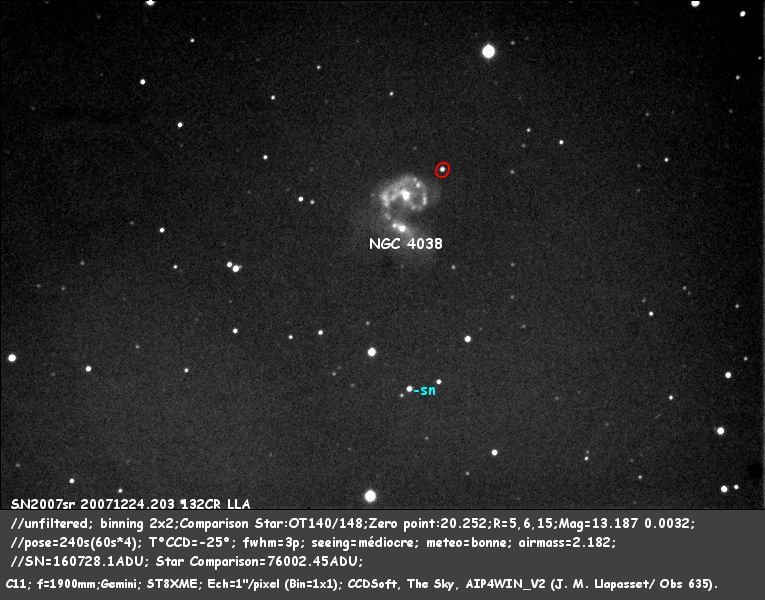 NGC 4038
-sn
SN2007sr 20071224.203 132CR LLA
//unfiltered; binning 2x2;Comparison Star:OT140/148;Zero point:20.252;R=5,6,15;Mag=13.187 0.0032;
//pose=240s(60s*4); T°CCD=-25°; fwhm=3p; seeing=médiocre; meteo=bonne; airmass=2.182;
//SN=160728.1ADU; Star Comparison=76002.45ADU;
C11; f=1900mm;Gemini; ST8XME; Ech=1"/pixel (Bin=1x1); CCDSoft, The Sky, AIP4WIN_V2 (J. M. Llapasset/ Obs 635).